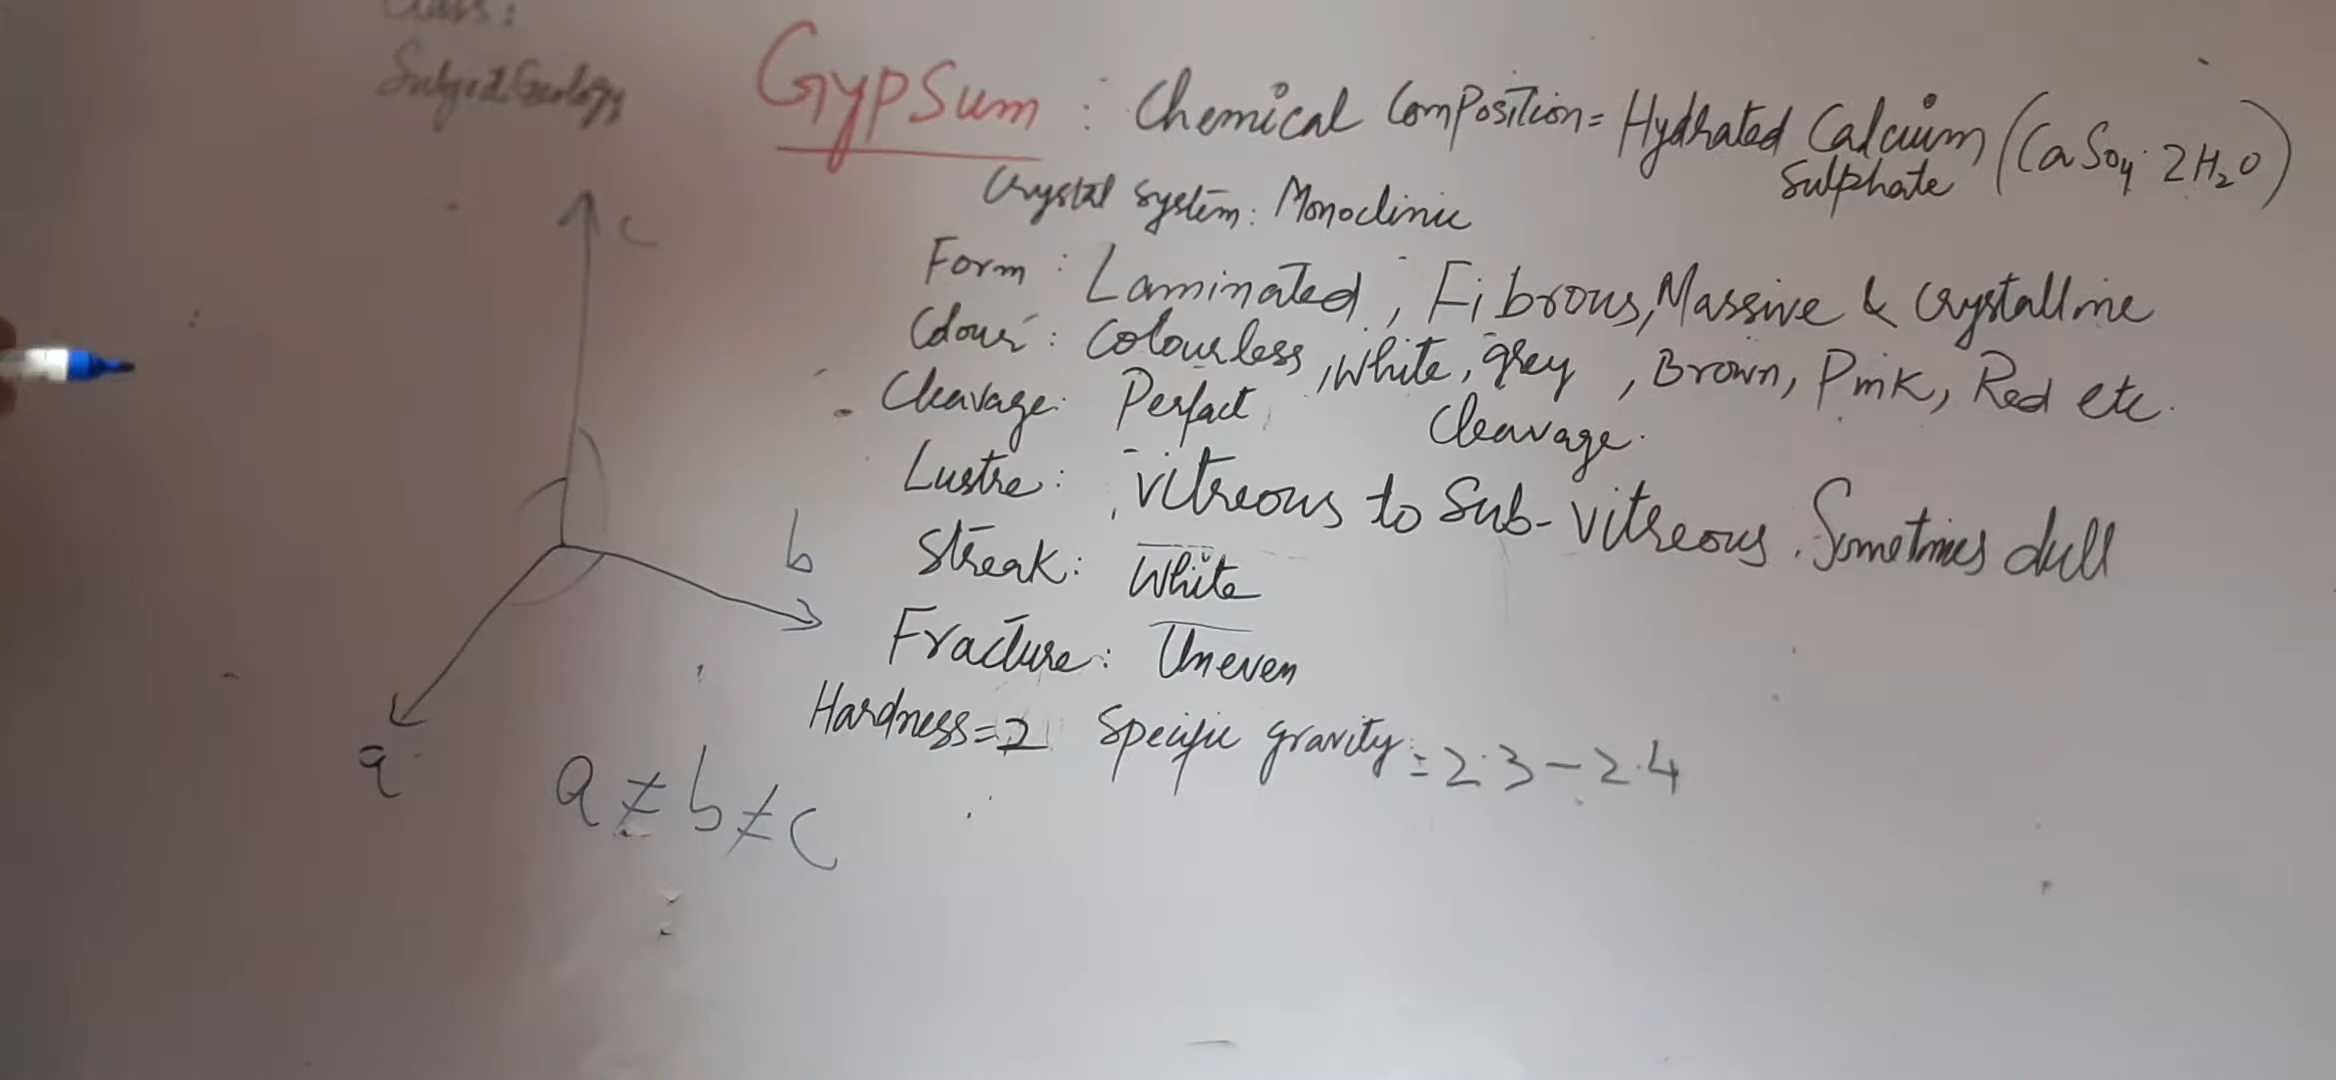 Class:
Subject: Geology
GypSum : Chemical Composition = Hydrated Calcium Sulphate (CaSo₄·2H₂O)
Crystal System: Monoclinic
Form : Laminated, Fibrous, Massive & Crystalline
Colour : Colourless, White, grey, Brown, Pink, Red etc.
Cleavage: Perfect Cleavage.
Lustre: Vitreous to Sub-vitreous. Sometimes dull
Streak: White
Fracture: Uneven
Hardness=2 Specific gravity = 2.3 - 2.4
c
b
a
a ≠ b ≠ c